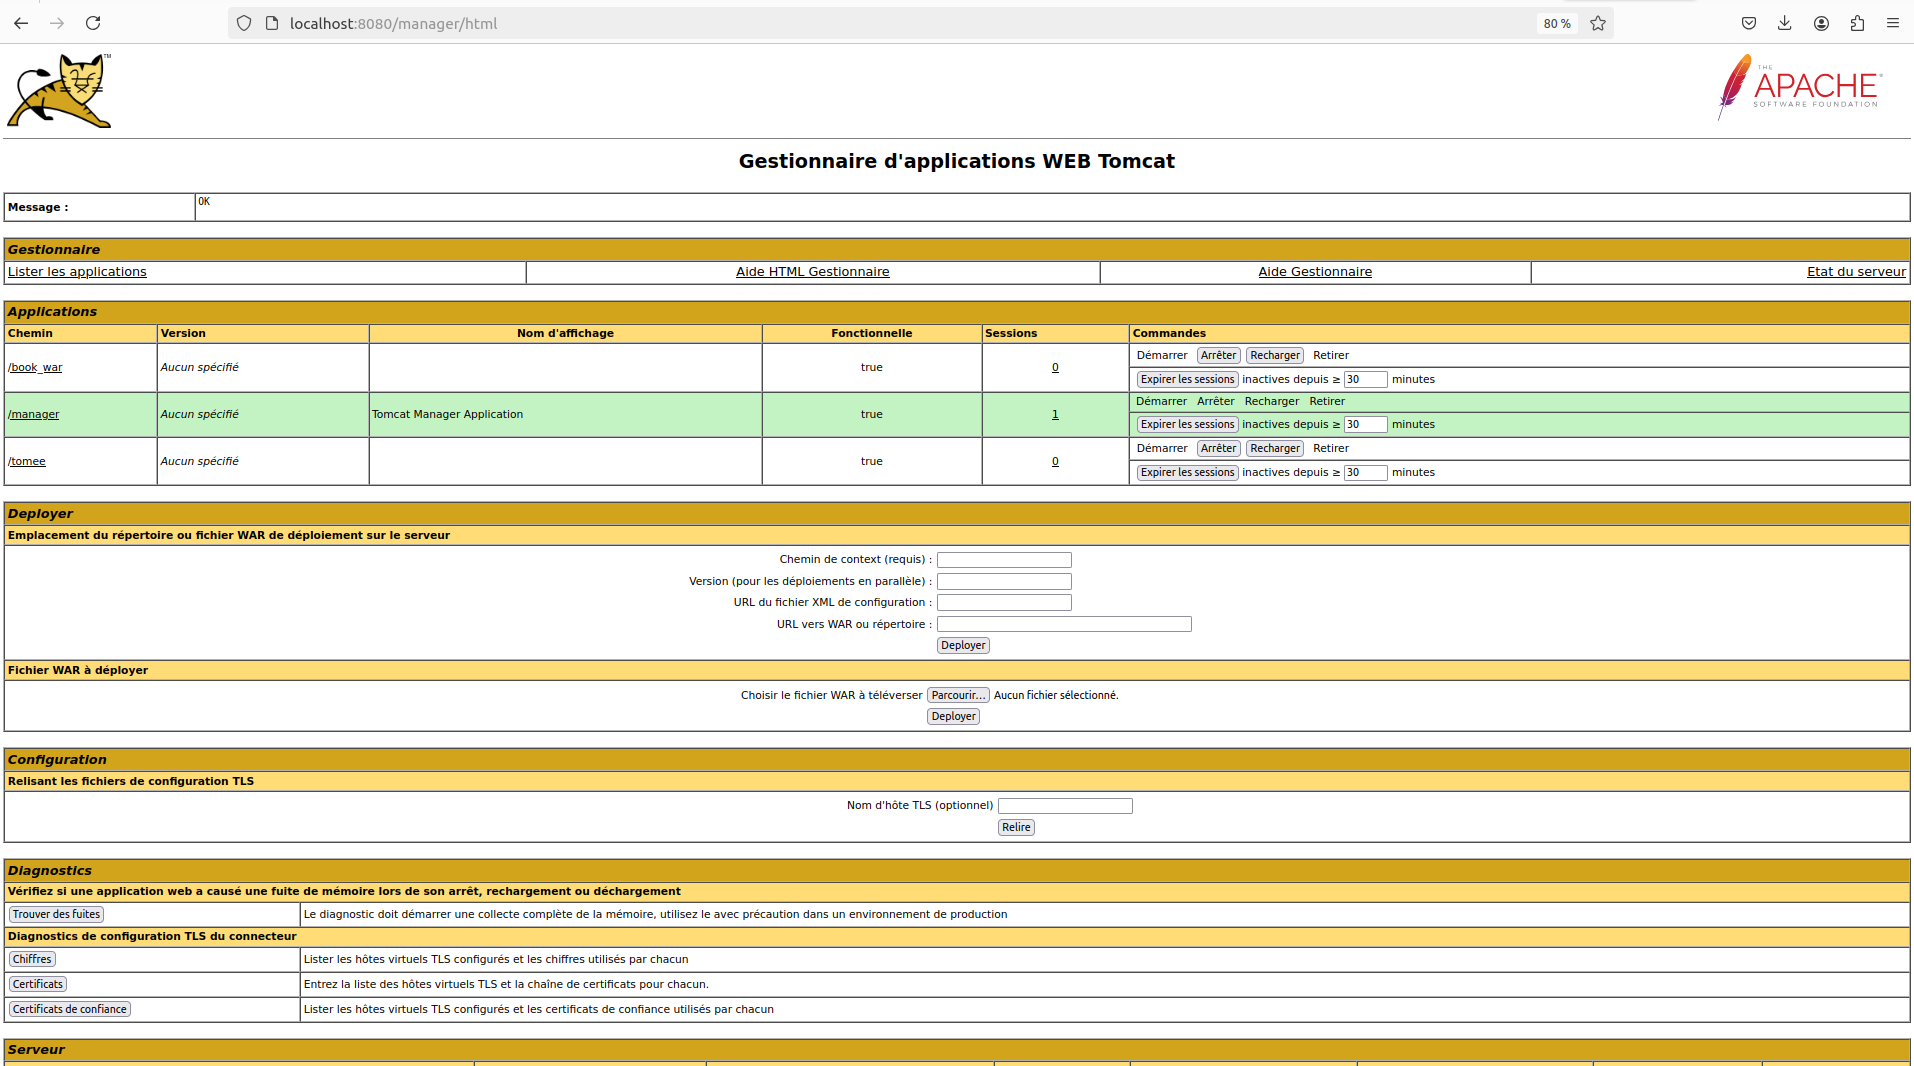 localhost:8080/manager/html
80 %
TM
THE
APACHE®
SOFTWARE FOUNDATION
Gestionnaire d'applications WEB Tomcat
Message : OK
Gestionnaire
Lister les applications Aide HTML Gestionnaire Aide Gestionnaire Etat du serveur
Applications
Chemin Version Nom d'affichage Fonctionnelle Sessions Commandes
/book_war Aucun spécifié true 0 Démarrer Arrêter Recharger Retirer
Expirer les sessions inactives depuis ≥ 30 minutes
/manager Aucun spécifié Tomcat Manager Application true 1 Démarrer Arrêter Recharger Retirer
Expirer les sessions inactives depuis ≥ 30 minutes
/tomee Aucun spécifié true 0 Démarrer Arrêter Recharger Retirer
Expirer les sessions inactives depuis ≥ 30 minutes
Deployer
Emplacement du répertoire ou fichier WAR de déploiement sur le serveur
Chemin de context (requis) :
Version (pour les déploiements en parallèle) :
URL du fichier XML de configuration :
URL vers WAR ou répertoire :
Deployer
Fichier WAR à déployer
Choisir le fichier WAR à téléverser Parcourir... Aucun fichier sélectionné.
Deployer
Configuration
Relisant les fichiers de configuration TLS
Nom d'hôte TLS (optionnel)
Relire
Diagnostics
Vérifiez si une application web a causé une fuite de mémoire lors de son arrêt, rechargement ou déchargement
Trouver des fuites Le diagnostic doit démarrer une collecte complète de la mémoire, utilisez le avec précaution dans un environnement de production
Diagnostics de configuration TLS du connecteur
Chiffres Lister les hôtes virtuels TLS configurés et les chiffres utilisés par chacun
Certificats Entrez la liste des hôtes virtuels TLS et la chaîne de certificats pour chacun.
Certificats de confiance Lister les hôtes virtuels TLS configurés et les certificats de confiance utilisés par chacun
Serveur